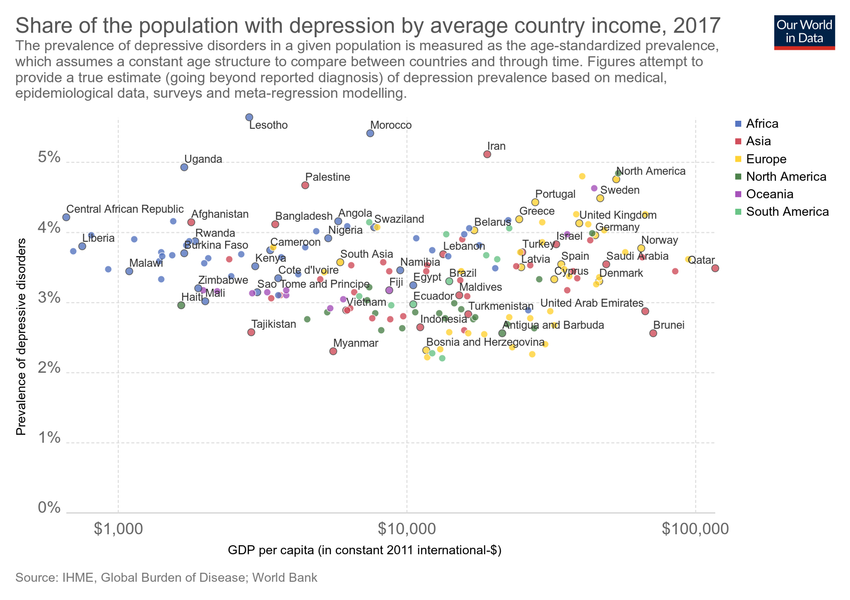 Share of the population with depression by average country income, 2017
Our World
in Data
The prevalence of depressive disorders in a given population is measured as the age-standardized prevalence,
which assumes a constant age structure to compare between countries and through time. Figures attempt to
provide a true estimate (going beyond reported diagnosis) of depression prevalence based on medical,
epidemiological data, surveys and meta-regression modelling.
Africa
Asia
Europe
North America
Oceania
South America
Prevalence of depressive disorders
5%
4%
3%
2%
1%
0%
Lesotho
Morocco
Iran
Uganda
Palestine
North America
Sweden
Portugal
Central African Republic
Afghanistan
Bangladesh
Angola
Swaziland
Greece
United Kingdom
Belarus
Germany
Rwanda
Nigeria
Liberia
Burkina Faso
Cameroon
Lebanon
Turkey
Israel
Norway
Malawi
Kenya
South Asia
Namibia
Latvia
Spain
Saudi Arabia
Qatar
Zimbabwe
Cote d'Ivoire
Egypt
Brazil
Cyprus
Denmark
Haiti
Mali
Sao Tome and Principe
Fiji
Maldives
Vietnam
Ecuador
Turkmenistan
United Arab Emirates
Tajikistan
Indonesia
Antigua and Barbuda
Brunei
Myanmar
Bosnia and Herzegovina
$1,000
$10,000
$100,000
GDP per capita (in constant 2011 international-$)
Source: IHME, Global Burden of Disease; World Bank